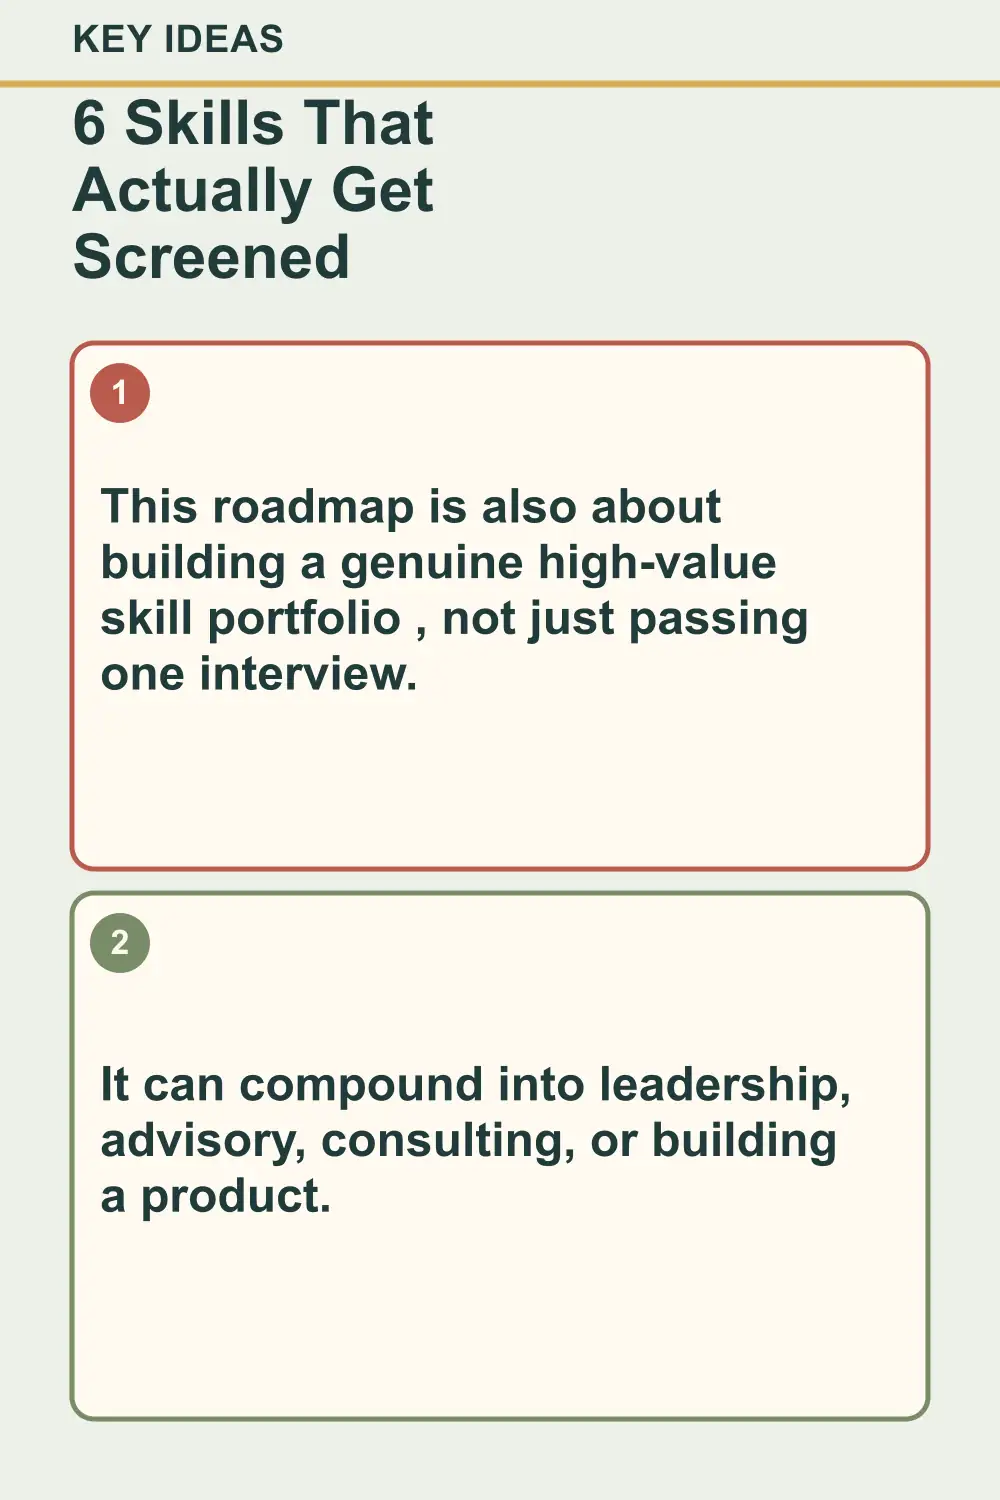 KEY IDEAS
6 Skills That
Actually Get
Screened
1
This roadmap is also about
building a genuine high-value
skill portfolio , not just passing
one interview.
2
It can compound into leadership,
advisory, consulting, or building
a product.